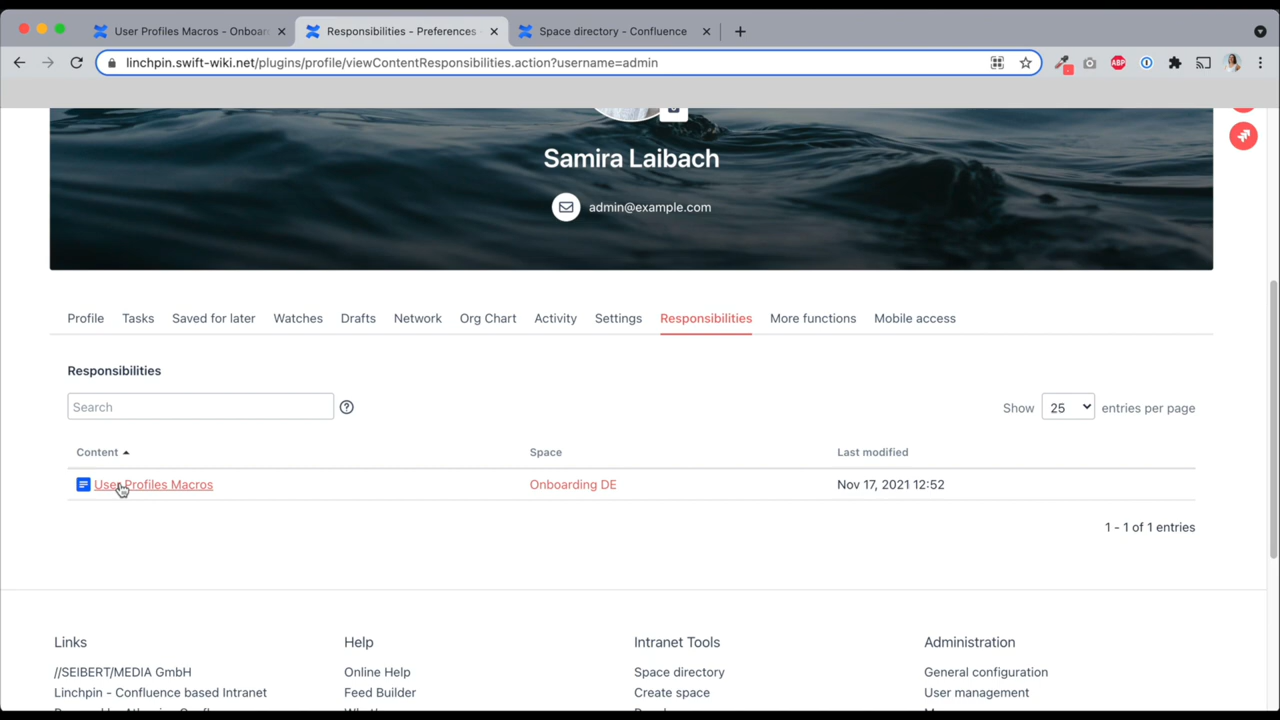 User Profiles Macros - Onboar
Responsibilities - Preferences
Space directory - Confluence
linchpin.swift-wiki.net/plugins/profile/viewContentResponsibilities.action?username=admin
ABP
Samira Laibach
admin@example.com
Profile Tasks Saved for later Watches Drafts Network Org Chart Activity Settings Responsibilities More functions Mobile access
Responsibilities
Search
Show 25 entries per page
Content Space Last modified
User Profiles Macros Onboarding DE Nov 17, 2021 12:52
1 - 1 of 1 entries
Links Help Intranet Tools Administration
//SEIBERT/MEDIA GmbH Online Help Space directory General configuration
Linchpin - Confluence based Intranet Feed Builder Create space User management